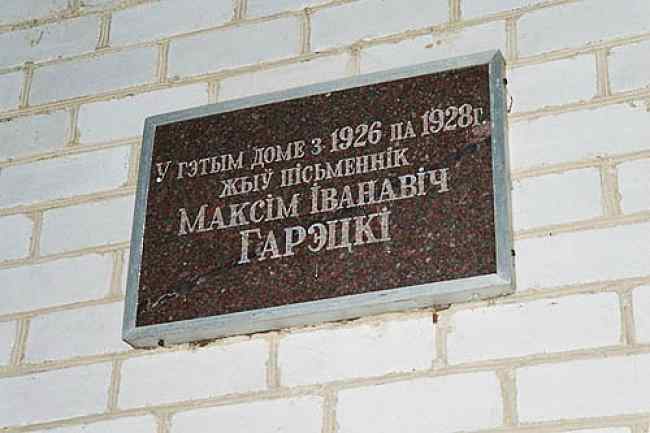 У гэтым доме з 1926 па 1928г.
жыў пісьменнік
Максім Іванавіч
Гарэцкі